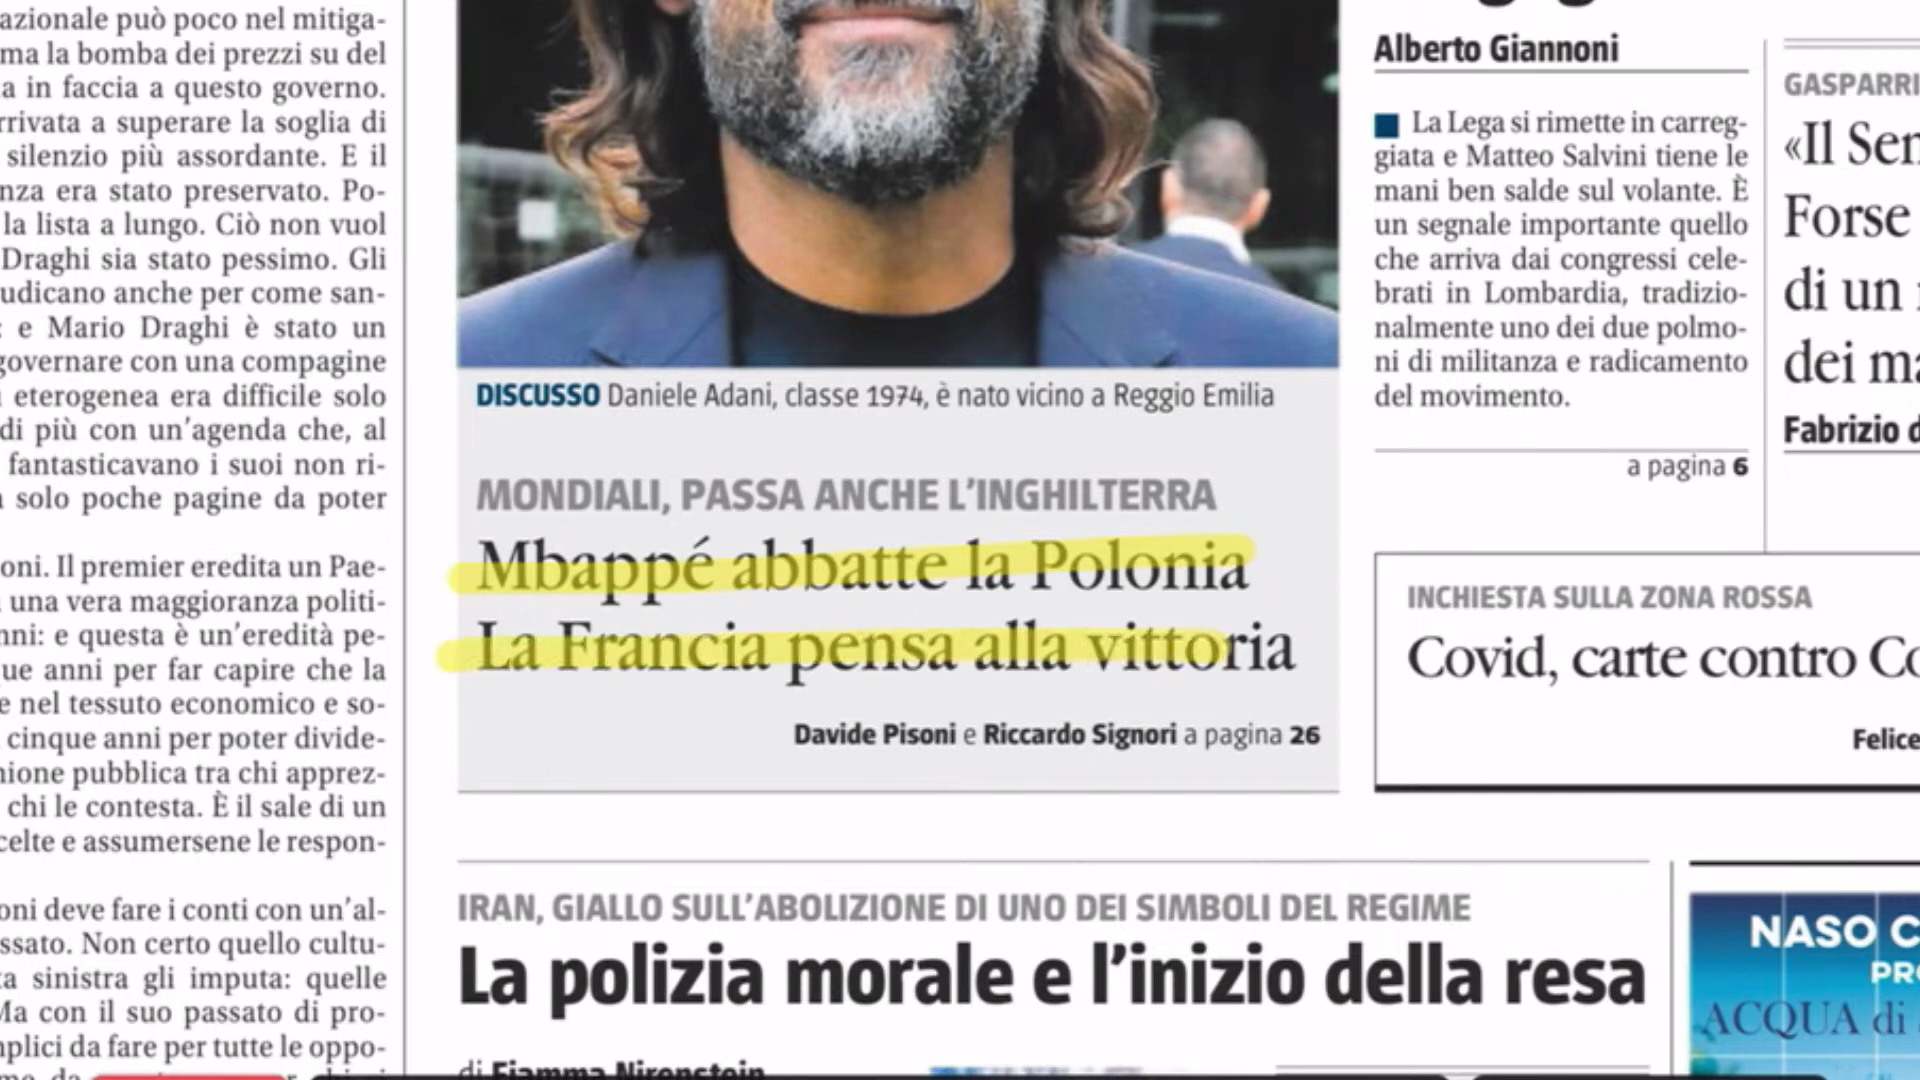 azionale può poco nel mitiga-
ma la bomba dei prezzi su del
a in faccia a questo governo.
rrivata a superare la soglia di
silenzio più assordante. E il
nza era stato preservato. Po-
la lista a lungo. Ciò non vuol
Draghi sia stato pessimo. Gli
udicano anche per come san-
: e Mario Draghi è stato un
governare con una compagine
eterogenea era difficile solo
di più con un'agenda che, al
fantasticavano i suoi non ri-
solo poche pagine da poter
oni. Il premier eredita un Pae-
una vera maggioranza politi-
nni: e questa è un'eredità pe-
ue anni per far capire che la
e nel tessuto economico e so-
cinque anni per poter divide-
nione pubblica tra chi apprez-
chi le contesta. È il sale di un
celte e assumersene le respon-
oni deve fare i conti con un'al-
ssato. Non certo quello cultu-
ta sinistra gli imputa: quelle
Ma con il suo passato di pro-
nplici da fare per tutte le oppo-
DISCUSSO Daniele Adani, classe 1974, è nato vicino a Reggio Emilia
MONDIALI, PASSA ANCHE L'INGHILTERRA
Mbappé abbatte la Polonia
La Francia pensa alla vittoria
Davide Pisoni e Riccardo Signori a pagina 26
Alberto Giannoni
La Lega si rimette in carreg-
giata e Matteo Salvini tiene le
mani ben salde sul volante. È
un segnale importante quello
che arriva dai congressi cele-
brati in Lombardia, tradizio-
nalmente uno dei due polmo-
ni di militanza e radicamento
del movimento.
a pagina 6
GASPARRI
«Il Sen
Forse
di un
dei ma
Fabrizio d
INCHIESTA SULLA ZONA ROSSA
Covid, carte contro Co
Felice
IRAN, GIALLO SULL'ABOLIZIONE DI UNO DEI SIMBOLI DEL REGIME
La polizia morale e l'inizio della resa
di Fiamma Nirenstein
NASO C
PRO
ACQUA di